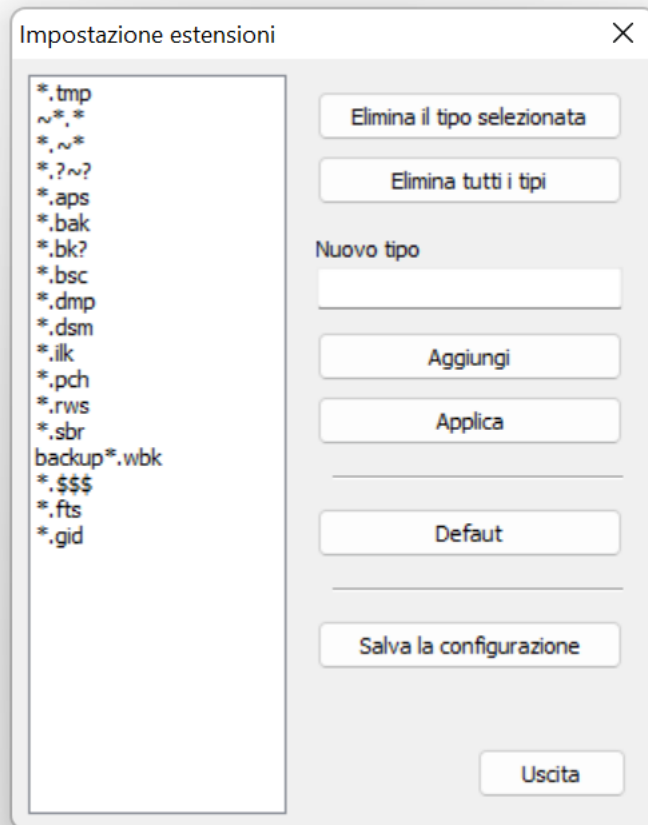 Impostazione estensioni
*.tmp
~*.*
*.~*
*.?~?
*.aps
*.bak
*.bk?
*.bsc
*.dmp
*.dsm
*.ilk
*.pch
*.rws
*.sbr
backup*.wbk
*.$$$
*.fts
*.gid
Elimina il tipo selezionata
Elimina tutti i tipi
Nuovo tipo
Aggiungi
Applica
Defaut
Salva la configurazione
Uscita